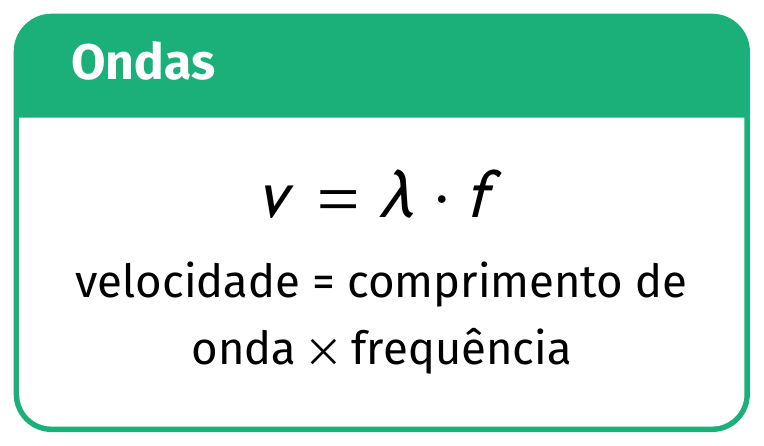 Ondas
v = λ · f
velocidade = comprimento de
onda × frequência